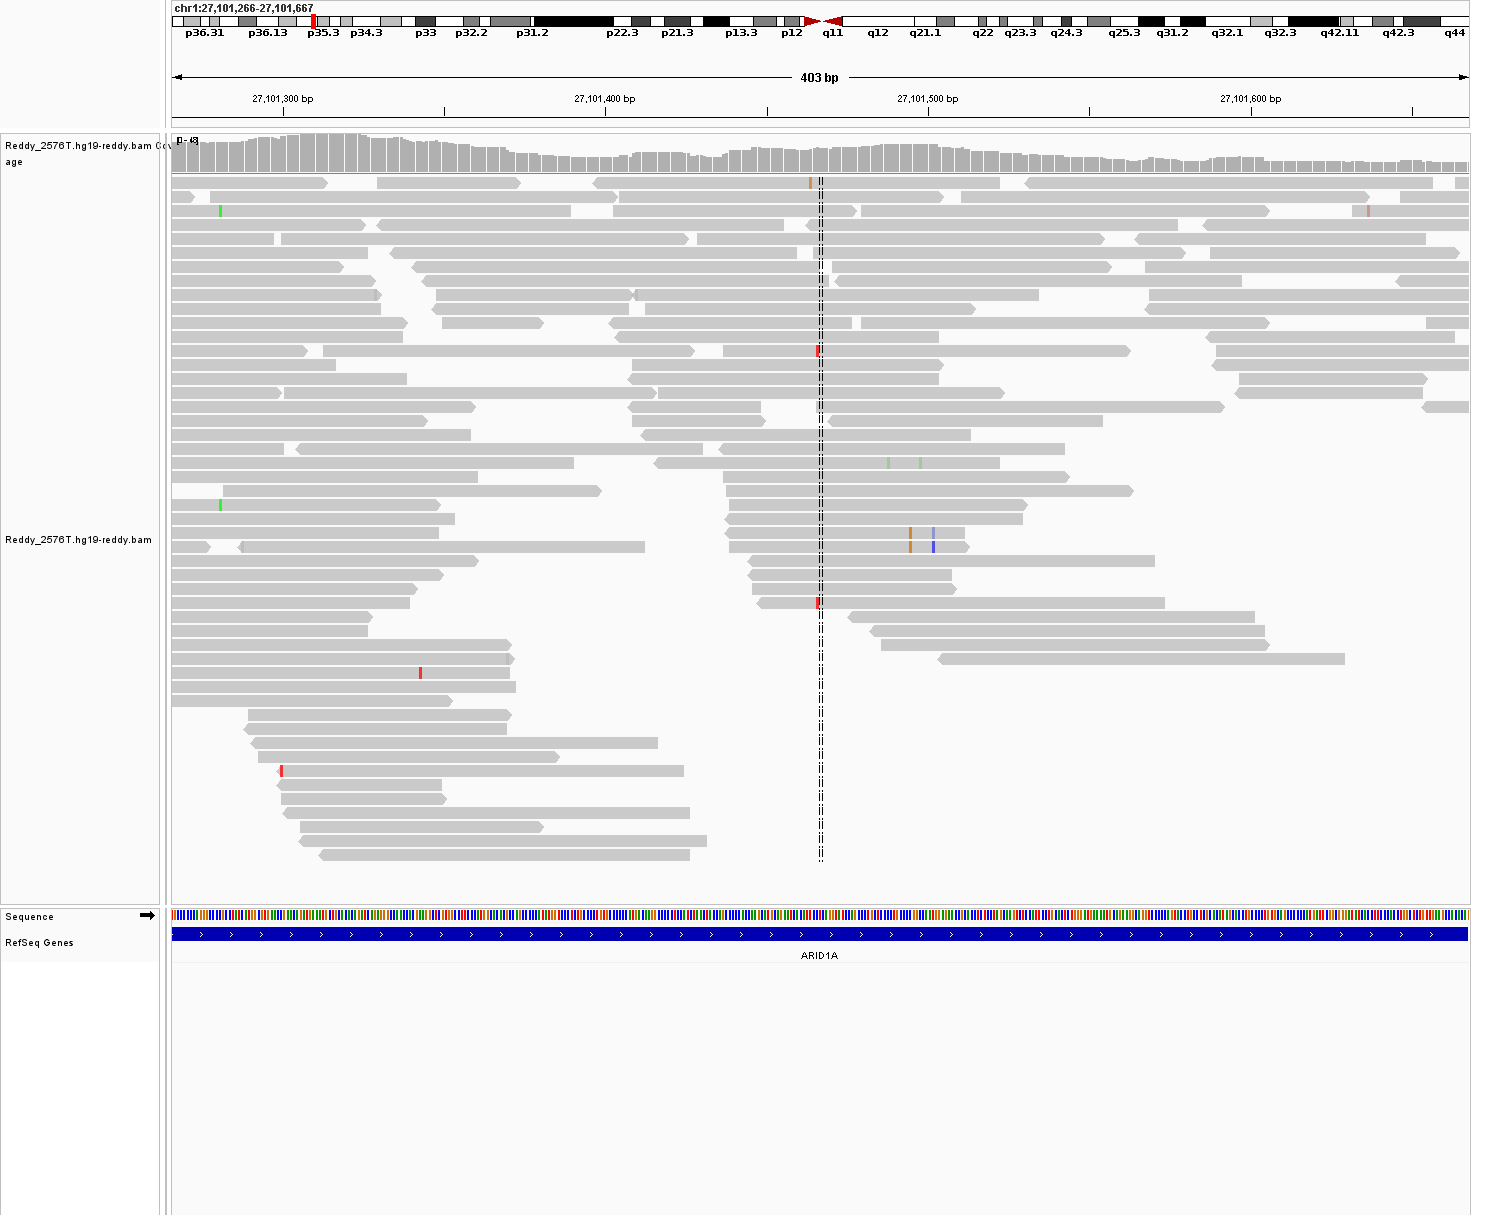 chr1:27,101,266-27,101,667
p36.31 p36.13 p35.3 p34.3 p33 p32.2 p31.2 p22.3 p21.3 p13.3 p12 q11 q12 q21.1 q22 q23.3 q24.3 q25.3 q31.2 q32.1 q32.3 q42.11 q42.3 q44
403 bp
27,101,300 bp 27,101,400 bp 27,101,500 bp 27,101,600 bp
Reddy_2576T.hg19-reddy.bam Cov
age
Reddy_2576T.hg19-reddy.bam
Sequence
RefSeq Genes
ARID1A